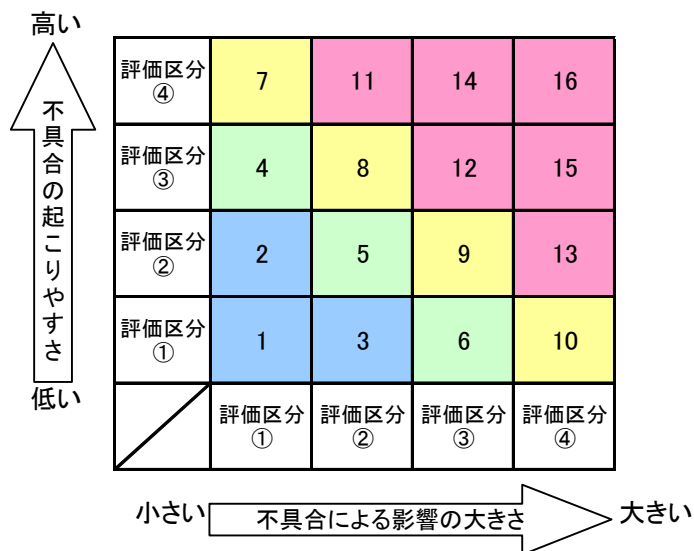 高い
不具合の起こりやすさ
低い
評価区分
④
7
11
14
16
評価区分
③
4
8
12
15
評価区分
②
2
5
9
13
評価区分
①
1
3
6
10
評価区分
①
評価区分
②
評価区分
③
評価区分
④
小さい
不具合による影響の大きさ
大きい